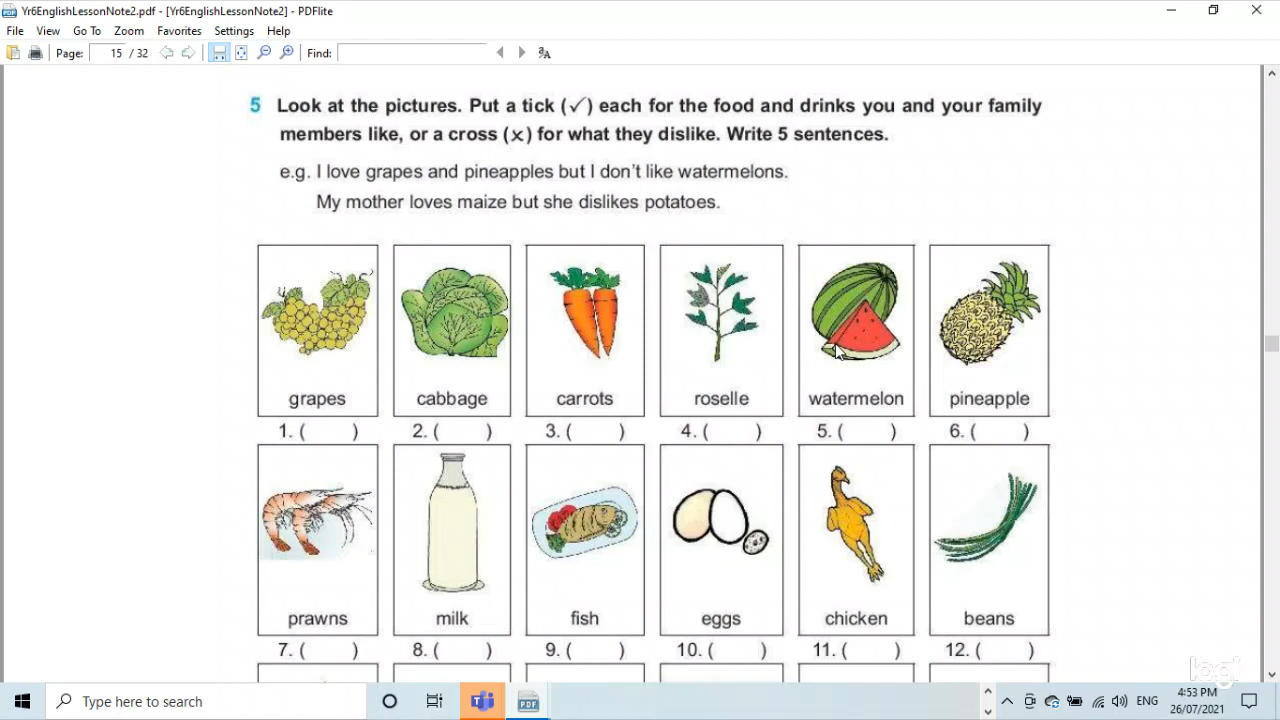 Yr6EnglishLessonNote2.pdf - [Yr6EnglishLessonNote2] - PDFlite
File View Go To Zoom Favorites Settings Help
Page: 15 / 32 Find:
5 Look at the pictures. Put a tick (✓) each for the food and drinks you and your family
members like, or a cross (x) for what they dislike. Write 5 sentences.
e.g. I love grapes and pineapples but I don't like watermelons.
My mother loves maize but she dislikes potatoes.
grapes cabbage carrots roselle watermelon pineapple
1. ( ) 2. ( ) 3. ( ) 4. ( ) 5. ( ) 6. ( )
prawns milk fish eggs chicken beans
7. ( ) 8. ( ) 9. ( ) 10. ( ) 11. ( ) 12. ( )
logi
Type here to search
PDF
ENG
4:53 PM
26/07/2021